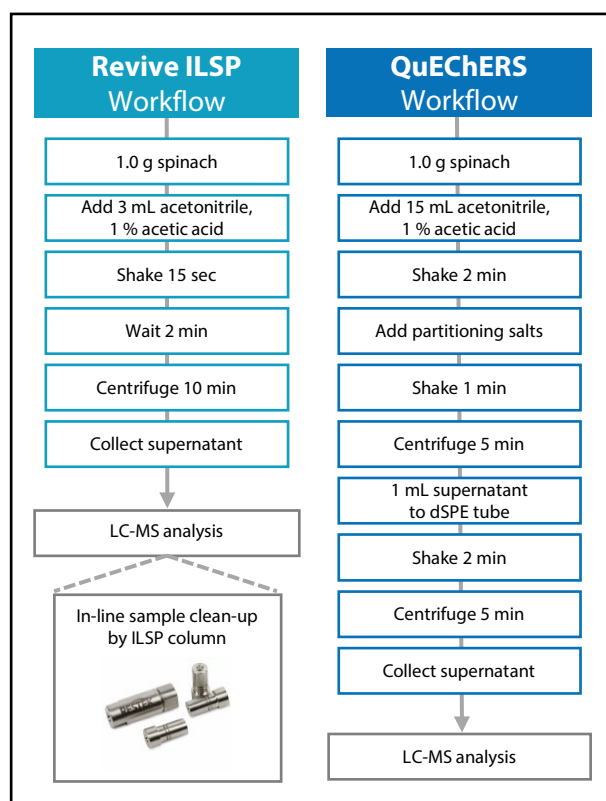 Revive ILSP
Workflow
1.0 g spinach
Add 3 mL acetonitrile,
1 % acetic acid
Shake 15 sec
Wait 2 min
Centrifuge 10 min
Collect supernatant
LC-MS analysis
In-line sample clean-up
by ILSP column
RESTEK
QuEChERS
Workflow
1.0 g spinach
Add 15 mL acetonitrile,
1 % acetic acid
Shake 2 min
Add partitioning salts
Shake 1 min
Centrifuge 5 min
1 mL supernatant
to dSPE tube
Shake 2 min
Centrifuge 5 min
Collect supernatant
LC-MS analysis